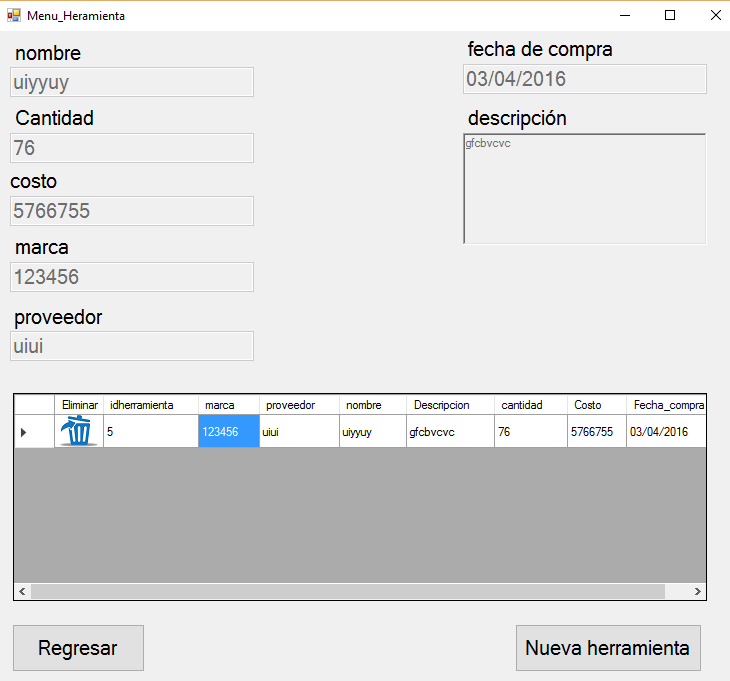 Menu_Heramienta
nombre
uiyyuy
Cantidad
76
costo
5766755
marca
123456
proveedor
uiui
fecha de compra
03/04/2016
descripción
gfcbvcvc
Eliminar idherramienta marca proveedor nombre Descripcion cantidad Costo Fecha_compra
5 123456 uiui uiyyuy gfcbvcvc 76 5766755 03/04/2016
Regresar
Nueva herramienta